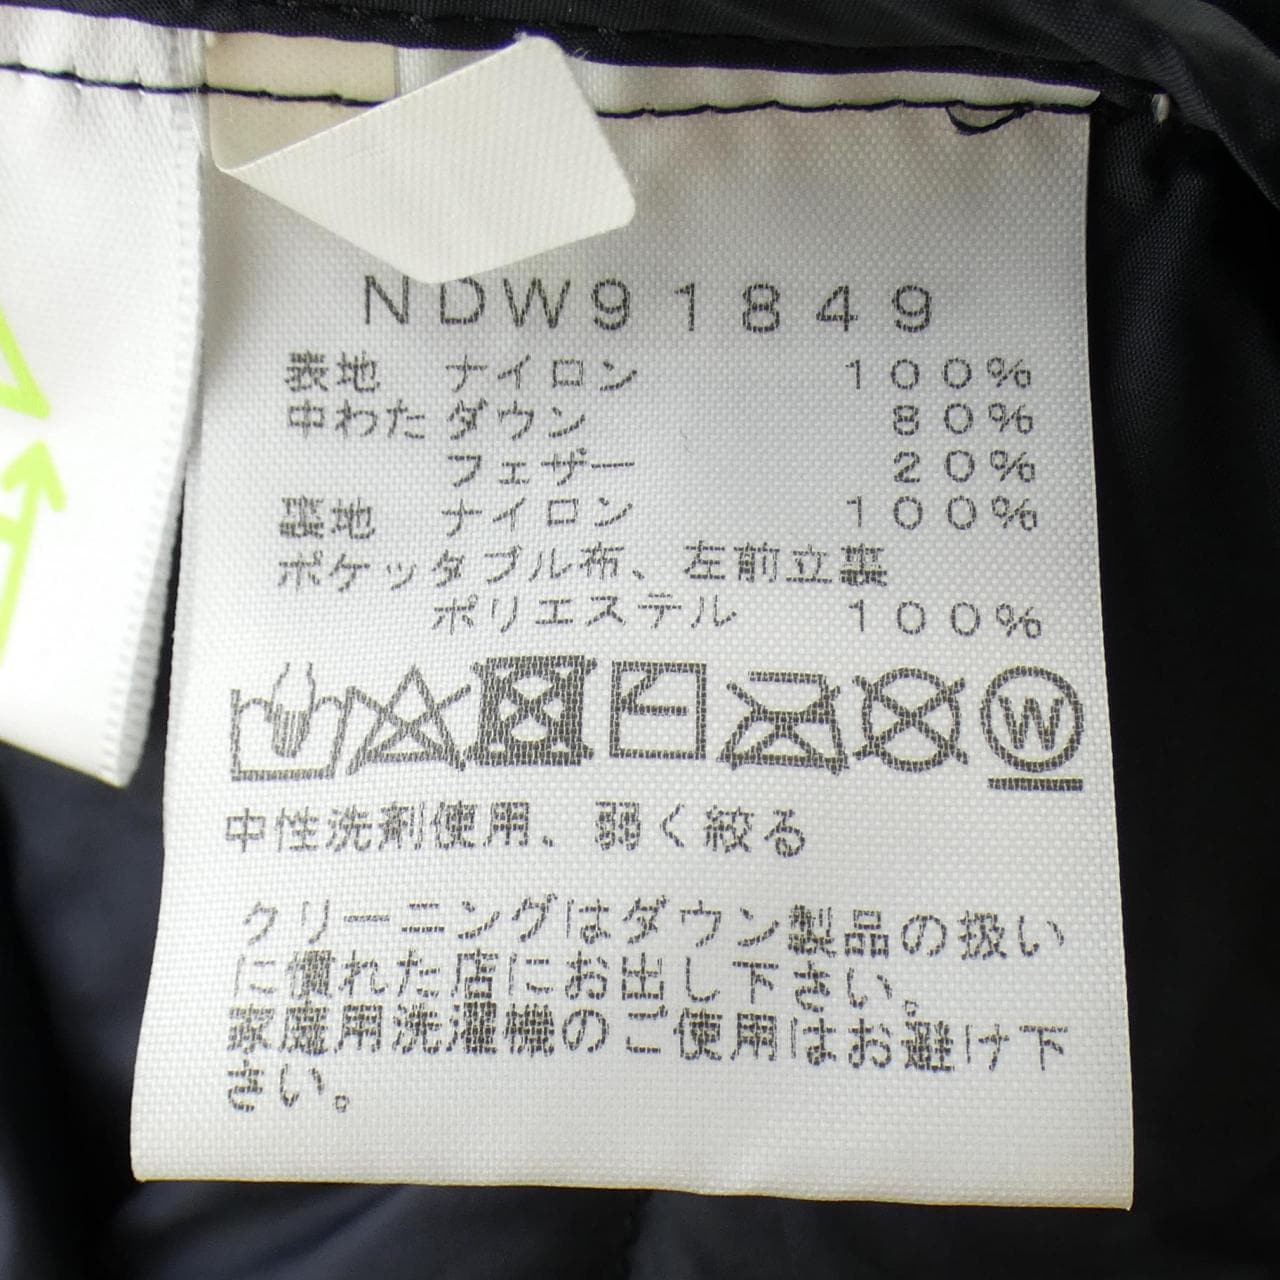 NDW91849
表地 ナイロン 100%
中わた ダウン 80%
フェザー 20%
裏地 ナイロン 100%
ポケッタブル布、左前立裏
ポリエステル 100%
W
中性洗剤使用、弱く絞る
クリーニングはダウン製品の扱い
に慣れた店にお出し下さい。
家庭用洗濯機のご使用はお避け下
さい。